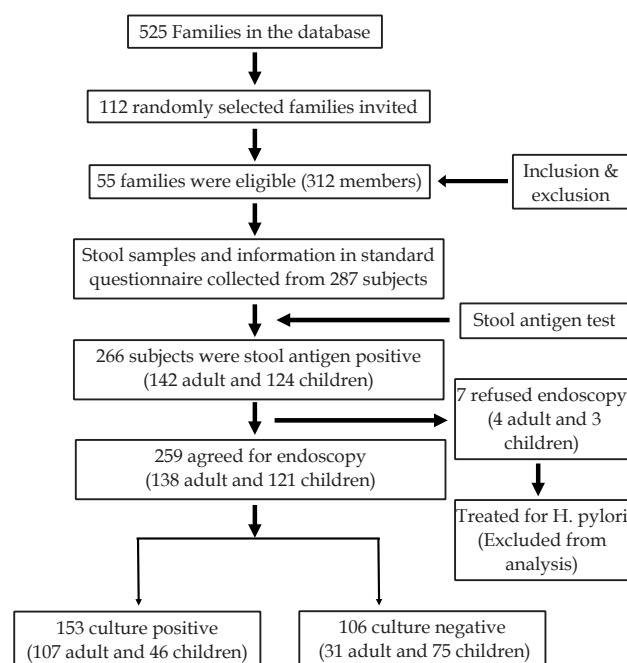 525 Families in the database
112 randomly selected families invited
55 families were eligible (312 members)
Inclusion &
exclusion
Stool samples and information in standard
questionnaire collected from 287 subjects
Stool antigen test
266 subjects were stool antigen positive
(142 adult and 124 children)
7 refused endoscopy
(4 adult and 3
children)
259 agreed for endoscopy
(138 adult and 121 children)
Treated for H. pylori
(Excluded from
analysis)
153 culture positive
(107 adult and 46 children)
106 culture negative
(31 adult and 75 children)